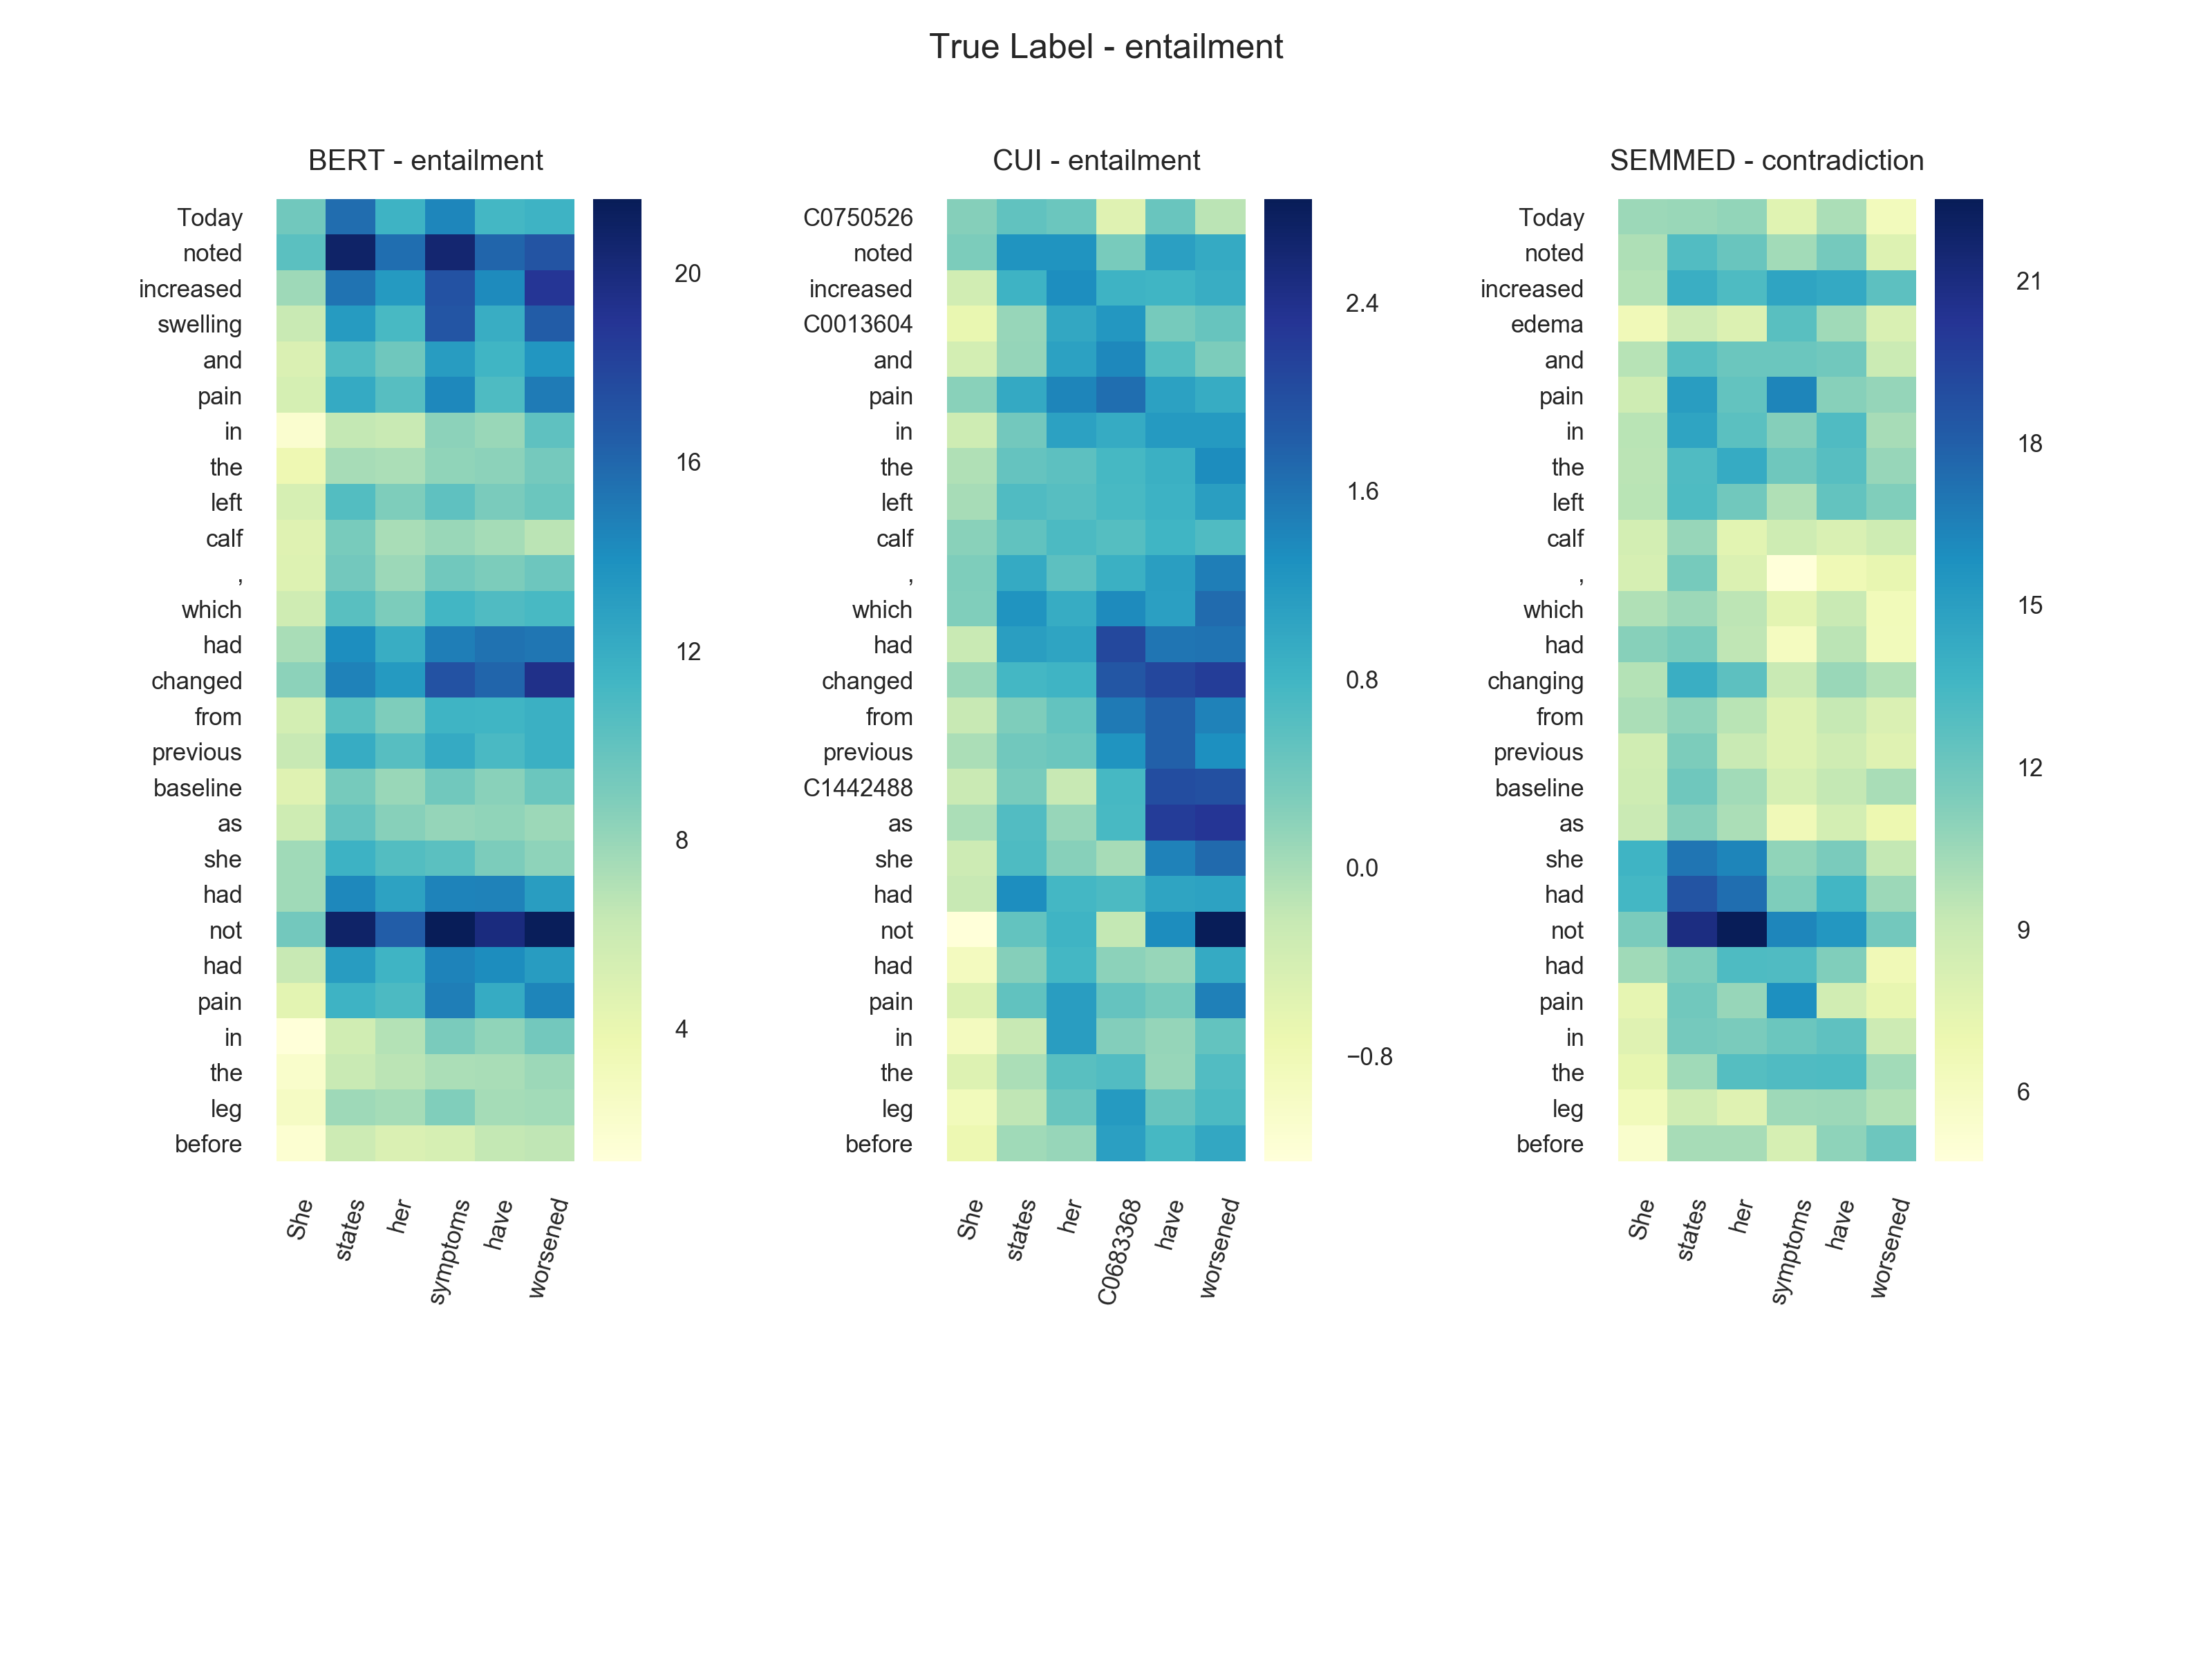 True Label - entailment
BERT - entailment
Today
noted
increased
swelling
and
pain
in
the
left
calf
,
which
had
changed
from
previous
baseline
as
she
had
not
had
pain
in
the
leg
before
She
states
her
symptoms
have
worsened
20
16
12
8
4
CUI - entailment
C0750526
noted
increased
C0013604
and
pain
in
the
left
calf
,
which
had
changed
from
previous
C1442488
as
she
had
not
had
pain
in
the
leg
before
She
states
her
C0683368
have
worsened
2.4
1.6
0.8
0.0
−0.8
SEMMED - contradiction
Today
noted
increased
edema
and
pain
in
the
left
calf
,
which
had
changing
from
previous
baseline
as
she
had
not
had
pain
in
the
leg
before
She
states
her
symptoms
have
worsened
21
18
15
12
9
6